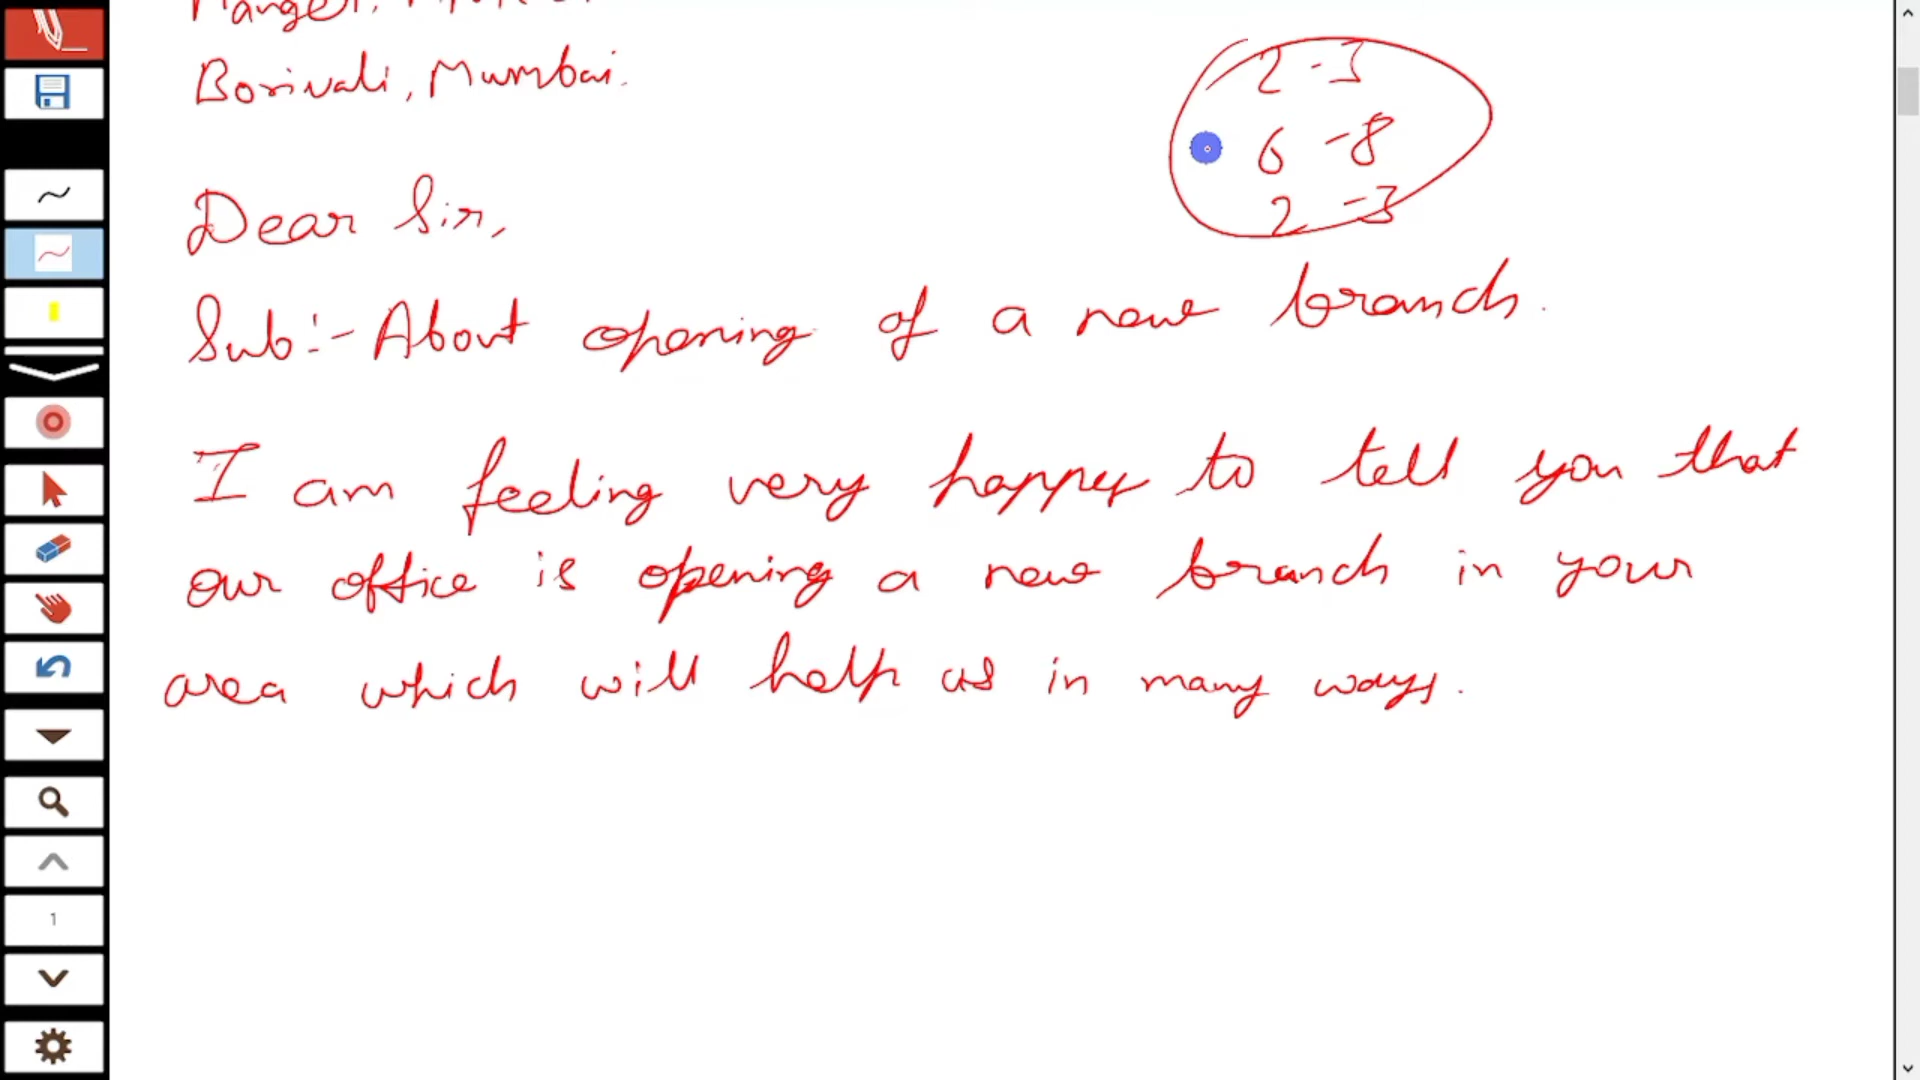 Borivali, Mumbai.
2-3
6-8
2-3
Dear Sir,
Sub:- About opening of a new branch.
I am feeling very happy to tell you that
our office is opening a new branch in your
area which will help us in many ways.
1